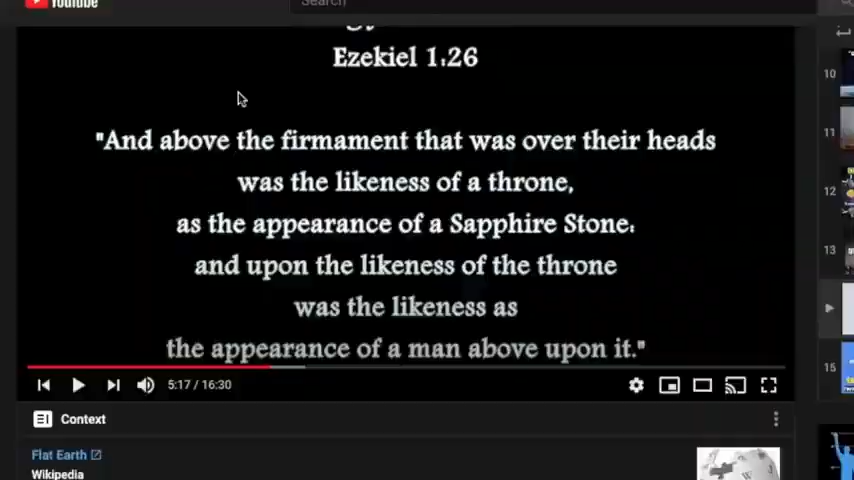 YouTube
Search
Ezekiel 1:26
"And above the firmament that was over their heads
was the likeness of a throne,
as the appearance of a Sapphire Stone:
and upon the likeness of the throne
was the likeness as
the appearance of a man above upon it."
10
11
12
13
15
5:17 / 16:30
Context
Flat Earth
Wikipedia
W